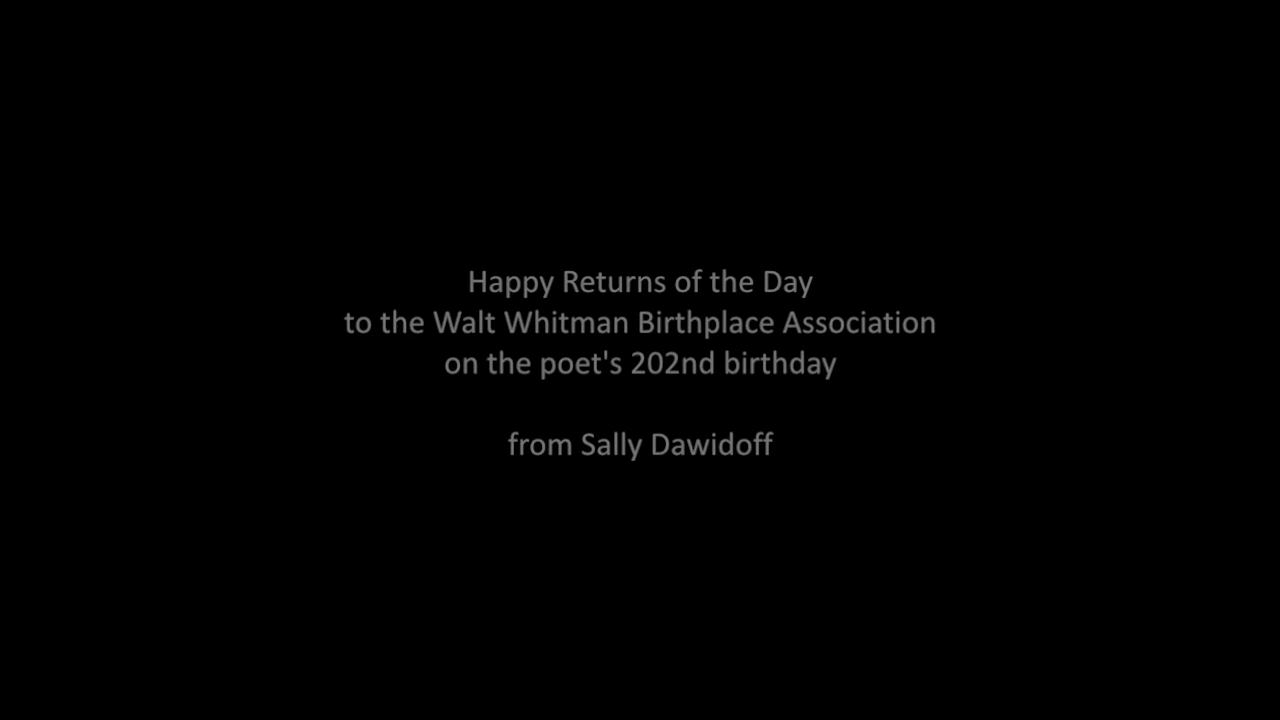 Happy Returns of the Day
to the Walt Whitman Birthplace Association
on the poet's 202nd birthday
from Sally Dawidoff